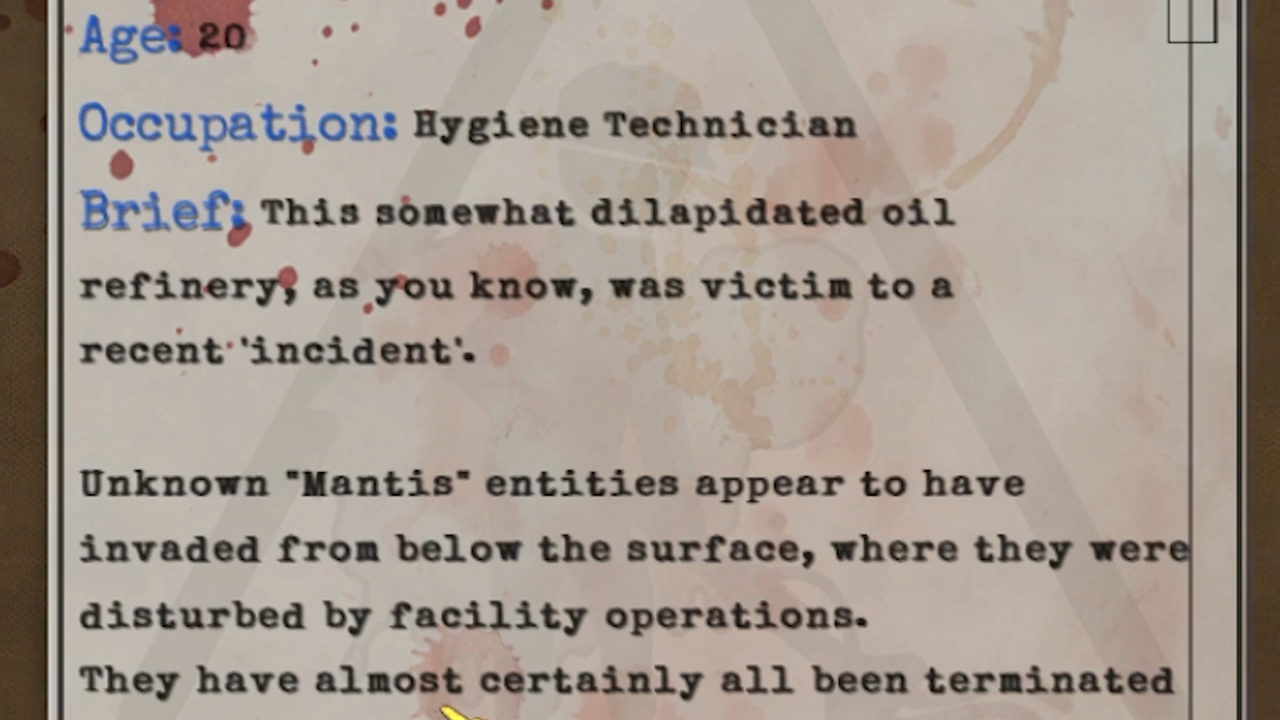 Age: 20
Occupation: Hygiene Technician
Brief: This somewhat dilapidated oil
refinery, as you know, was victim to a
recent 'incident'.
Unknown "Mantis" entities appear to have
invaded from below the surface, where they were
disturbed by facility operations.
They have almost certainly all been terminated